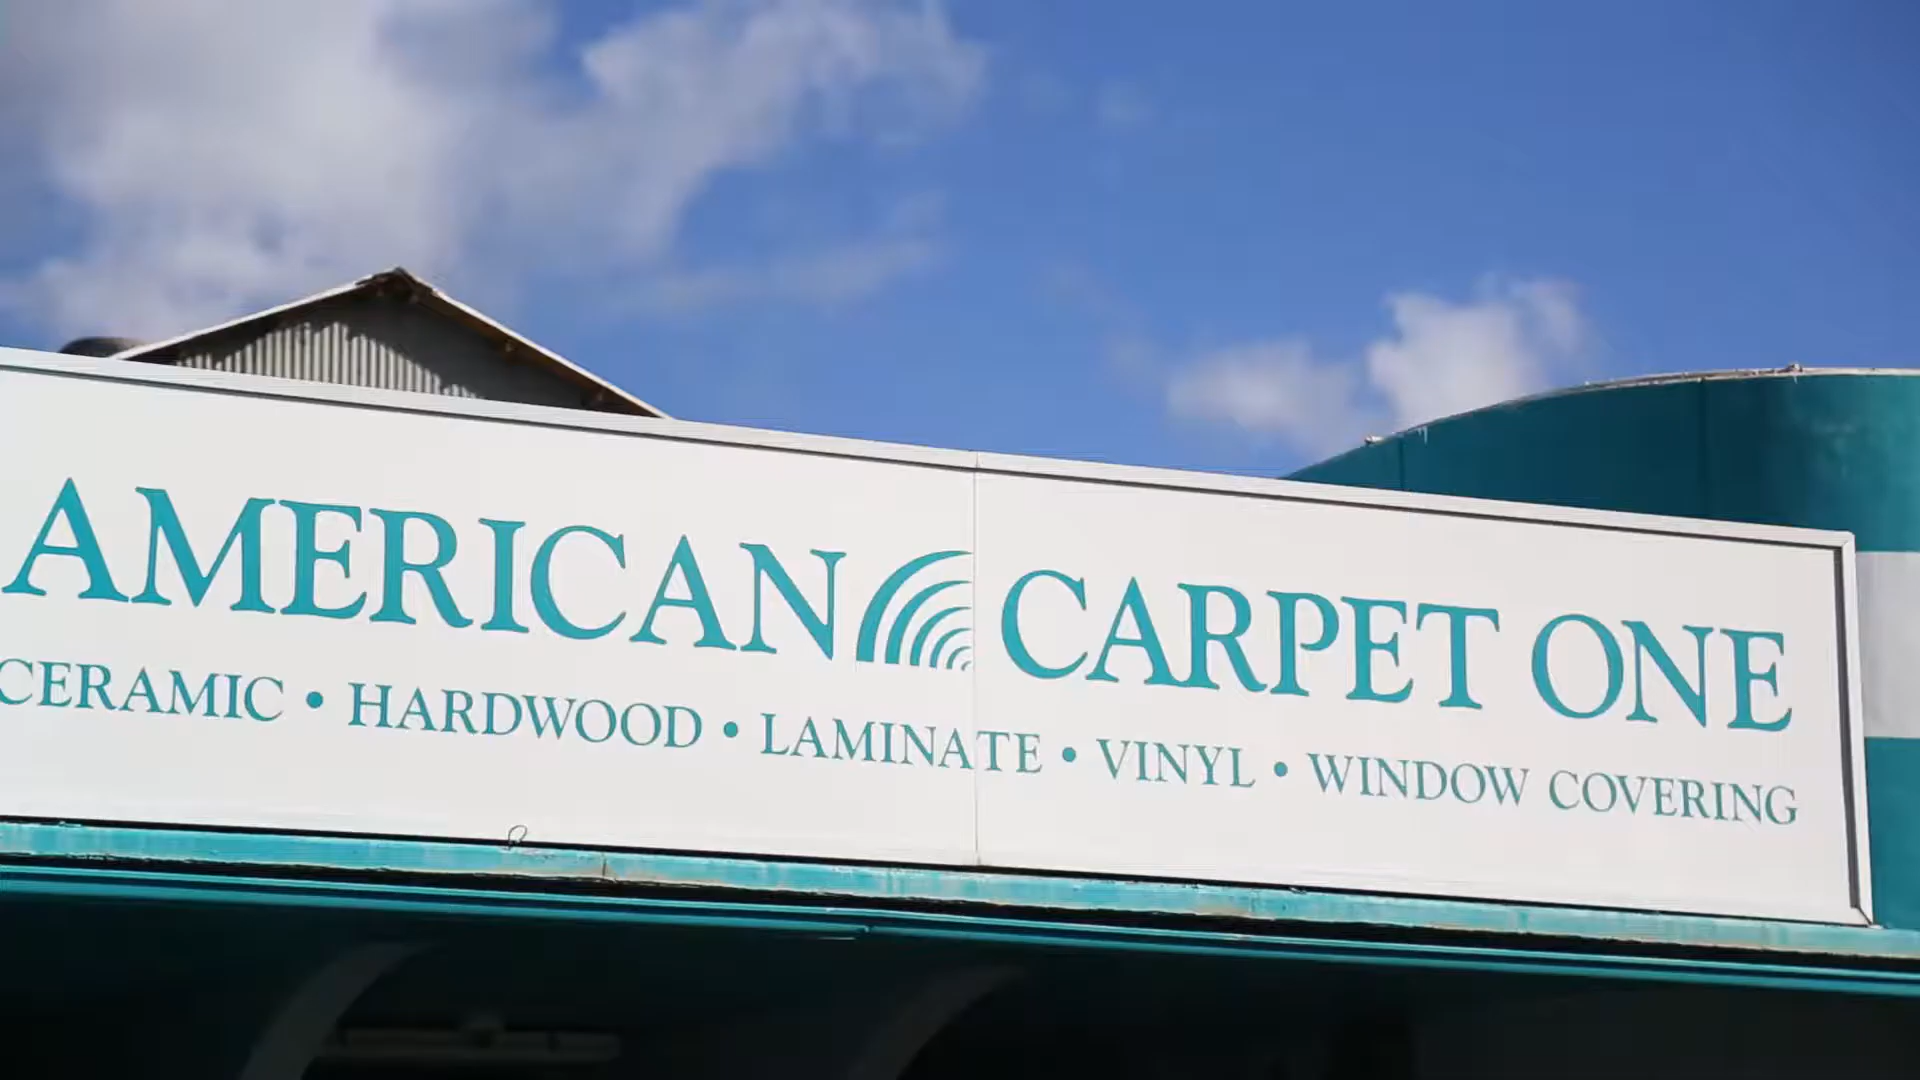 AMERICAN CARPET ONE
CERAMIC • HARDWOOD • LAMINATE • VINYL • WINDOW COVERING